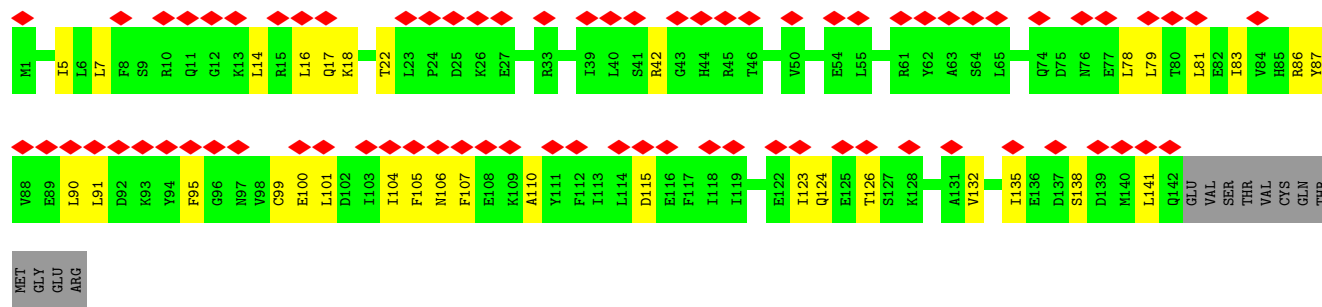 M1 I5 L6 L7 F8 S9 R10 Q11 G12 K13 L14 R15 L16 Q17 K18 T22 L23 P24 D25 K26 E27 R33 I39 L40 S41 R42 G43 H44 R45 T46 V50 E54 L55 R61 Y62 A63 S64 L65 Q74 D75 N76 E77 L78 L79 T80 L81 E82 I83 V84 H85 R86 Y87
V88 E89 L90 L91 D92 K93 Y94 F95 G96 N97 V98 C99 E100 L101 D102 I103 I104 F105 N106 F107 E108 K109 A110 Y111 F112 I113 L114 D115 E116 F117 I118 I119 E122 I123 Q124 E125 T126 S127 K128 A131 V132 I135 E136 D137 S138 D139 M140 L141 Q142 GLU VAL SER THR VAL CYS GLN THR
MET GLY GLU ARG